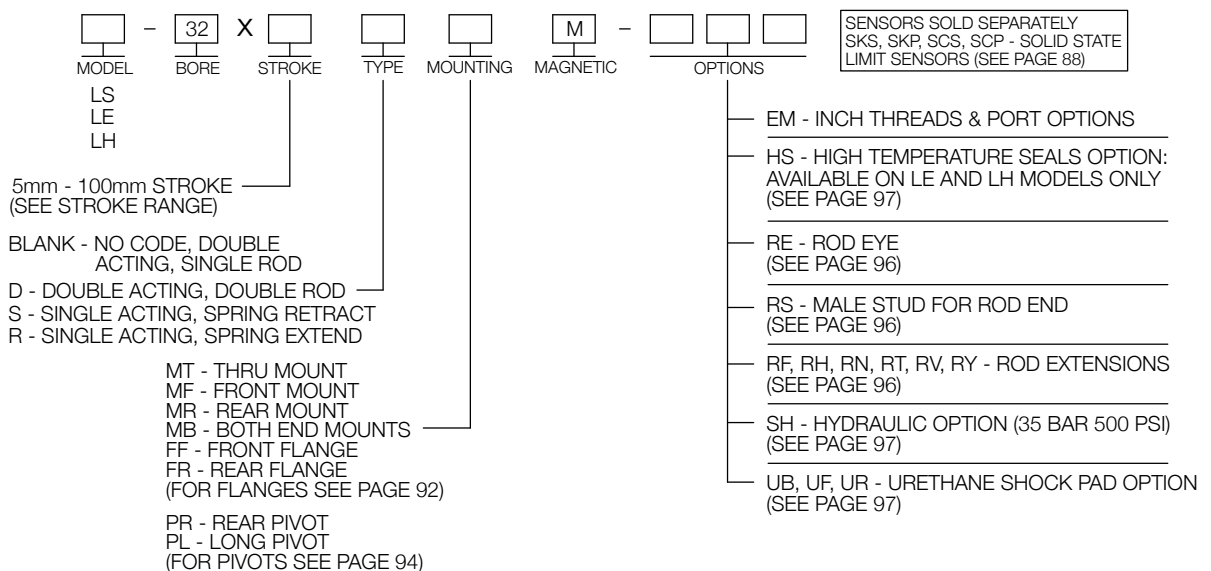 – 32 X M –
MODEL BORE STROKE TYPE MOUNTING MAGNETIC OPTIONS
SENSORS SOLD SEPARATELY
SKS, SKP, SCS, SCP - SOLID STATE
LIMIT SENSORS (SEE PAGE 88)
LS
LE
LH
5mm - 100mm STROKE
(SEE STROKE RANGE)
BLANK - NO CODE, DOUBLE
ACTING, SINGLE ROD
D - DOUBLE ACTING, DOUBLE ROD
S - SINGLE ACTING, SPRING RETRACT
R - SINGLE ACTING, SPRING EXTEND
MT - THRU MOUNT
MF - FRONT MOUNT
MR - REAR MOUNT
MB - BOTH END MOUNTS
FF - FRONT FLANGE
FR - REAR FLANGE
(FOR FLANGES SEE PAGE 92)
PR - REAR PIVOT
PL - LONG PIVOT
(FOR PIVOTS SEE PAGE 94)
EM - INCH THREADS & PORT OPTIONS
HS - HIGH TEMPERATURE SEALS OPTION:
AVAILABLE ON LE AND LH MODELS ONLY
(SEE PAGE 97)
RE - ROD EYE
(SEE PAGE 96)
RS - MALE STUD FOR ROD END
(SEE PAGE 96)
RF, RH, RN, RT, RV, RY - ROD EXTENSIONS
(SEE PAGE 96)
SH - HYDRAULIC OPTION (35 BAR 500 PSI)
(SEE PAGE 97)
UB, UF, UR - URETHANE SHOCK PAD OPTION
(SEE PAGE 97)